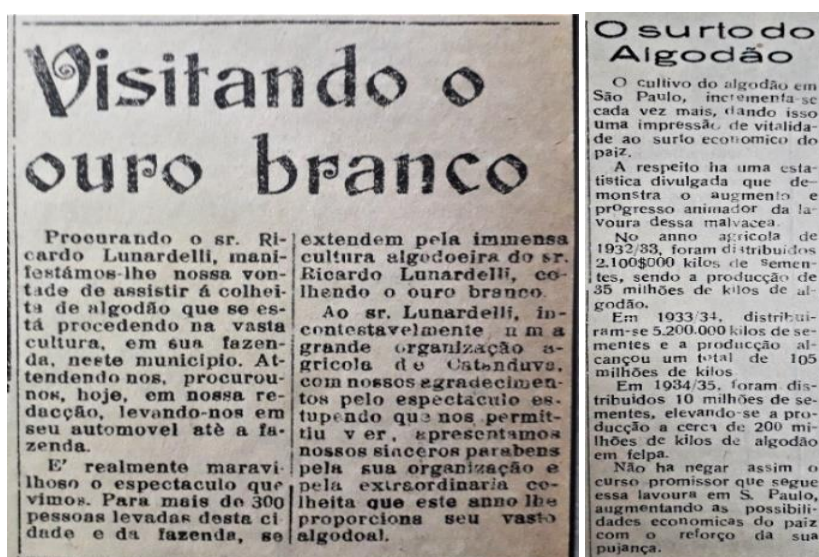 Visitando o
ouro branco
Procurando o sr. Ri-
cardo Lunardelli, mani-
festámos-lhe nossa von-
tade de assistir á colhei-
ta de algodão que se es-
tá procedendo na vasta
cultura, em sua fazen-
da, neste municipio. At-
tendendo nos, procurou-
nos, hoje, em nossa re-
dacção, levando-nos em
seu automovel atè a fa-
zenda.
E' realmente maravi-
lhoso o espectaculo que
vimos. Para mais de 300
pessoas levadas desta ci
dade e da fazenda, se
extendem pela immensa
cultura algodoeira do sr.
Ricardo Lunardelli, co-
lhendo o ouro branco.
Ao sr. Lunardelli, in-
contestavelmente uma
grande organização a-
gricola de Catanduva,
com nossos agradecimen-
tos pelo espectaculo es-
tupendo que nos permit-
tiu ver, apresentamos
nossos sinceros parabens
pela sua organização e
pela extraordinaria co-
lheita que este anno lhe
proporciona seu vasto
algodoal.
O surto do
Algodão
O cultivo do algodão em
São Paulo, incrementa-se
cada vez mais, dando isso
uma impressão de vitalida-
de ao surto economico do
paiz.
A respeito ha uma esta-
tistica divulgada que de-
monstra o augmento e
progresso animador da la-
voura dessa malvacea.
No anno agricola de
1932/33, foram distribuidos
2.100$000 kilos de semen-
tes, sendo a producção de
35 milhões de kilos de al-
godão.
Em 1933/34, distribui-
ram-se 5.200.000 kilos de se-
mentes e a producção al-
cançou um total de 105
milhões de kilos
Em 1934/35, foram dis-
tribuidos 10 milhões de se-
mentes, elevando-se a pro-
ducção a cerca de 200 mi-
lhões de kilos de algodão
em felpa.
Não ha negar assim o
curso promissor que segue
essa lavoura em S. Paulo,
augmentando as possibili-
dades economicas do paiz
com o reforço da sua
pujança.